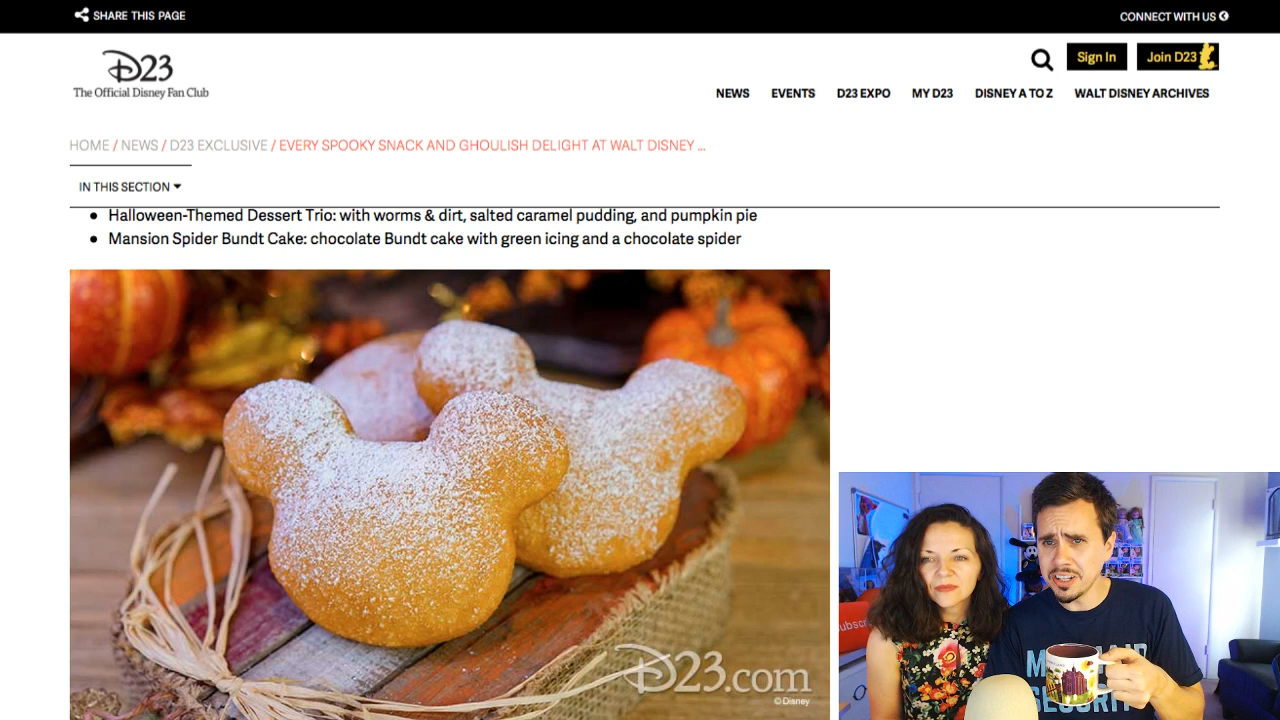 SHARE THIS PAGE
CONNECT WITH US
D23
The Official Disney Fan Club
Sign In
Join D23
NEWS
EVENTS
D23 EXPO
MY D23
DISNEY A TO Z
WALT DISNEY ARCHIVES
HOME / NEWS / D23 EXCLUSIVE / EVERY SPOOKY SNACK AND GHOULISH DELIGHT AT WALT DISNEY ...
IN THIS SECTION
• Halloween-Themed Dessert Trio: with worms & dirt, salted caramel pudding, and pumpkin pie
• Mansion Spider Bundt Cake: chocolate Bundt cake with green icing and a chocolate spider
D23.com
©Disney